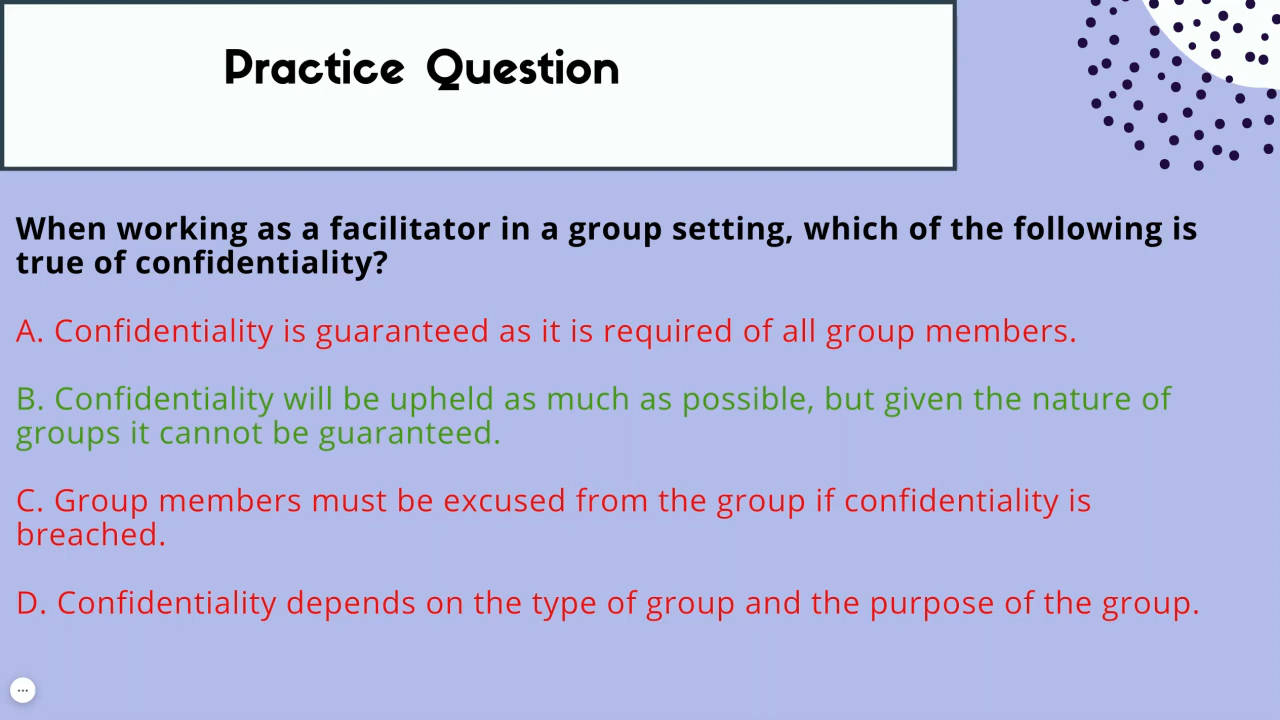 Practice Question
When working as a facilitator in a group setting, which of the following is
true of confidentiality?
A. Confidentiality is guaranteed as it is required of all group members.
B. Confidentiality will be upheld as much as possible, but given the nature of
groups it cannot be guaranteed.
C. Group members must be excused from the group if confidentiality is
breached.
D. Confidentiality depends on the type of group and the purpose of the group.